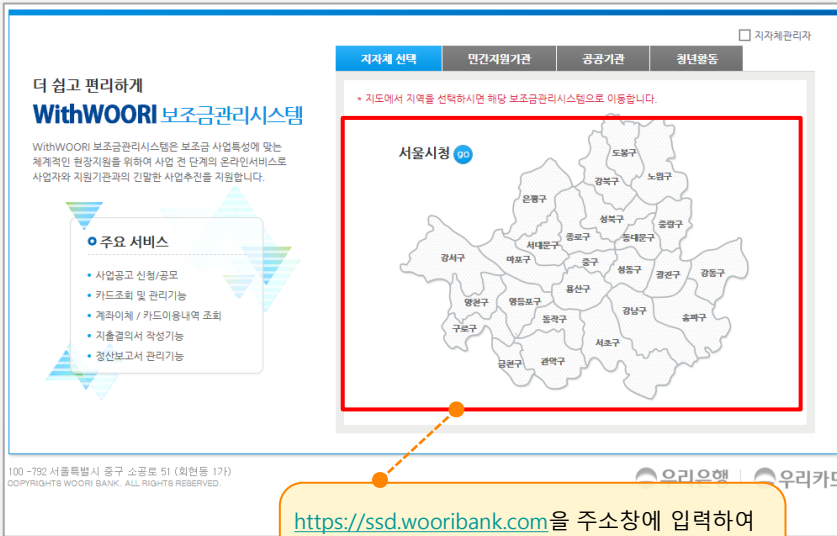 지자체관리자
지자체 선택 민간지원기관 공공기관 청년활동
더 쉽고 편리하게
WithWOORI 보조금관리시스템
WithWOORI 보조금관리시스템은 보조금 사업특성에 맞는
체계적인 현장지원을 위하여 사업 전 단계의 온라인서비스로
사업자와 지원기관과의 긴말한 사업추진을 지원합니다.
주요 서비스
• 사업공고 신청/공모
• 카드조회 및 관리기능
• 계좌이체 / 카드이용내역 조회
• 지출결의서 작성기능
• 정산보고서 관리기능
* 지도에서 지역을 선택하시면 해당 보조금관리시스템으로 이동합니다.
서울시청 go
도봉구
강북구 노원구
은평구
성북구 중랑구
서대문구 종로구 동대문구
강서구 마포구 중구 성동구 광진구 강동구
양천구 영등포구 용산구
구로구 동작구 강남구 송파구
서초구
금천구 관악구
100 -792 서울특별시 중구 소공로 51 (회현동 1가)
COPYRIGHTS WOORI BANK. ALL RIGHTS RESERVED.
우리은행 우리카드
https://ssd.wooribank.com을 주소창에 입력하여